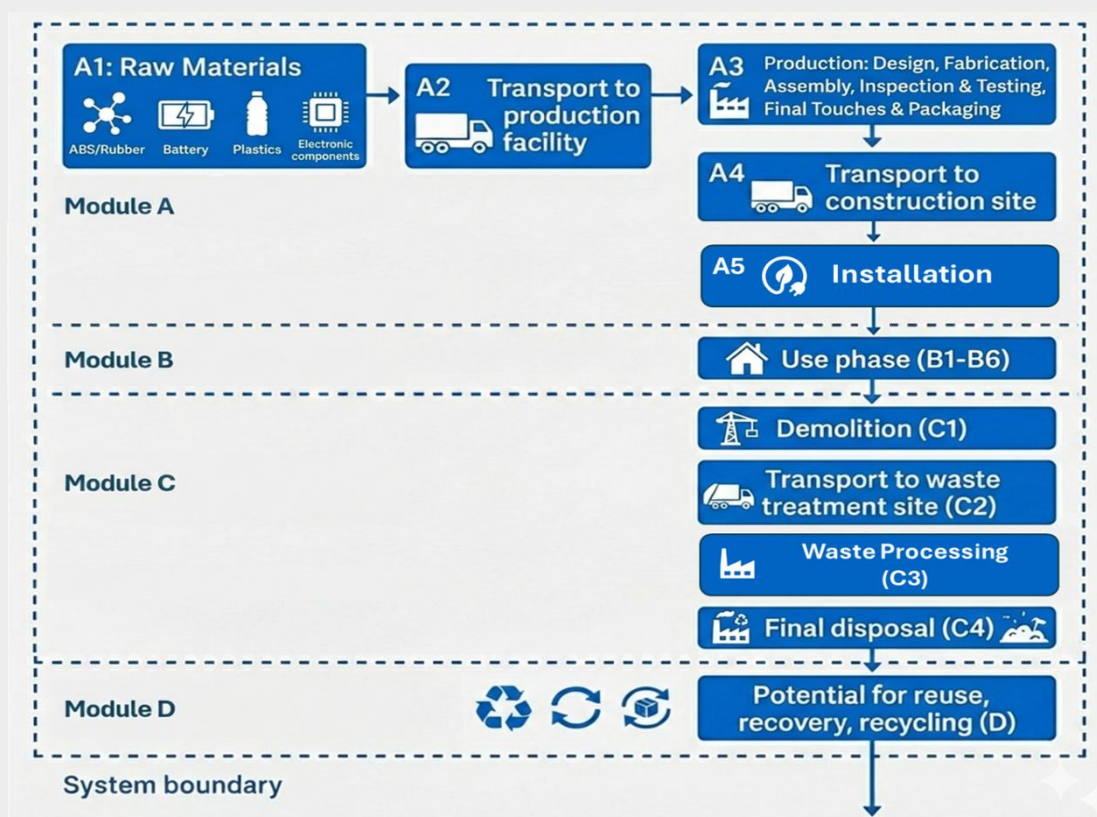 A1: Raw Materials
ABS/Rubber
Battery
Plastics
Electronic
components
A2
Transport to
production
facility
A3
Production: Design, Fabrication,
Assembly, Inspection & Testing,
Final Touches & Packaging
A4
Transport to
construction site
Module A
A5
Installation
Module B
Use phase (B1-B6)
Demolition (C1)
Module C
Transport to waste
treatment site (C2)
Waste Processing
(C3)
Final disposal (C4)
Module D
Potential for reuse,
recovery, recycling (D)
System boundary